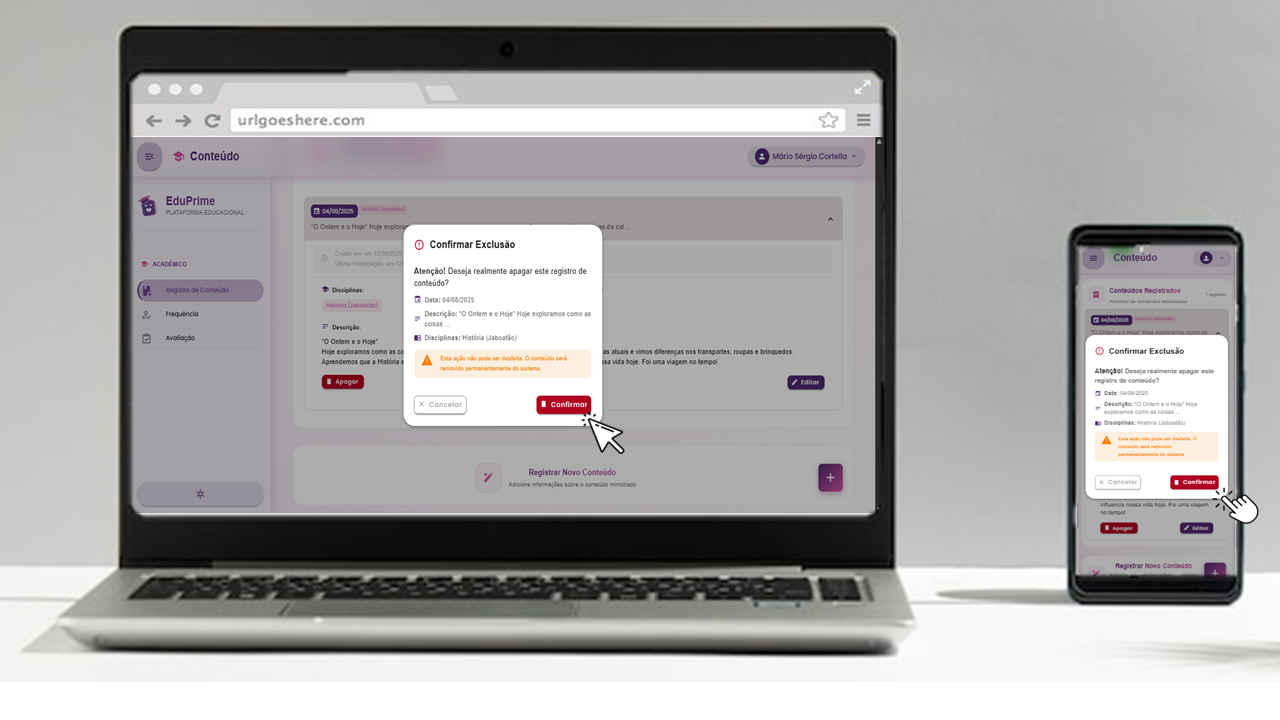 urlgoeshere.com
Conteúdo
Mário Sérgio Cortella
EduPrime
PLATAFORMA EDUCACIONAL
ACADÊMICO
Registro de Conteúdo
Frequência
Avaliação
04/08/2025
História (Jaboatão)
"O Ontem e o Hoje" Hoje explorar
as da cid...
Criada em: em 12/08/2025
Última modificação: em 12
Disciplinas:
História (Jaboatão)
Descrição:
"O Ontem e o Hoje"
Hoje exploramos como as co
as atuais e vimos diferenças nos transportes, roupas e brinquedos.
Aprendemos que a História e
ssa vida hoje. Foi uma viagem no tempo!
Apagar
Editar
Confirmar Exclusão
Atenção! Deseja realmente apagar este registro de
conteúdo?
Data: 04/08/2025
Descrição: "O Ontem e o Hoje" Hoje exploramos como as
coisas ...
Disciplinas: História (Jaboatão)
Esta ação não pode ser desfeita. O conteúdo será
removido permanentemente do sistema.
Cancelar
Confirmar
Registrar Novo Conteúdo
Adicione informações sobre o conteúdo ministrado
Conteúdo
Conteúdos Registrados
Histórico de conteúdos ministrados
1 registro
04/08/2025
História (Jaboatão)
"O Ontem e o Hoje" Hoje exploramos como as
Confirmar Exclusão
Atenção! Deseja realmente apagar este
registro de conteúdo?
Data: 04/08/2025
Descrição: "O Ontem e o Hoje" Hoje
exploramos como as coisas ...
Disciplinas: História (Jaboatão)
Esta ação não pode ser desfeita. O
conteúdo será removido
permanentemente do sistema.
Cancelar
Confirmar
influencia nossa vida hoje. Foi uma viagem
no tempo!
Apagar
Editar
Registrar Novo Conteúdo